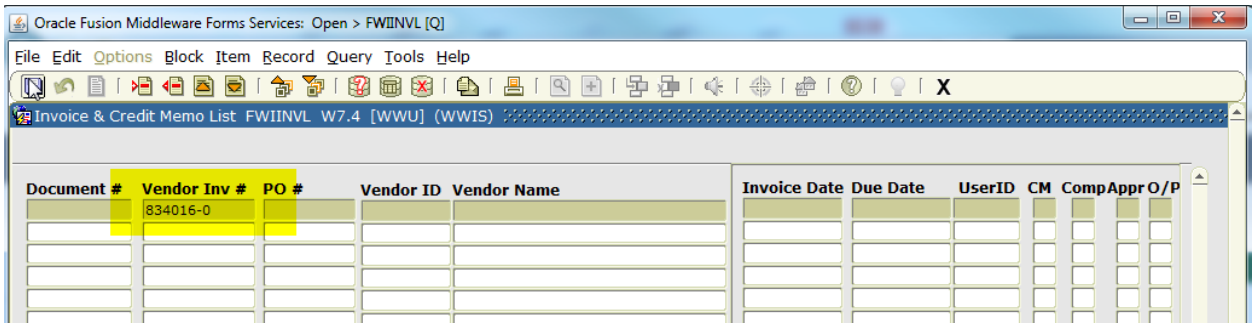 Oracle Fusion Middleware Forms Services: Open > FWIINVL [Q]
File Edit Options Block Item Record Query Tools Help
X
Invoice & Credit Memo List FWIINVL W7.4 [WWU] (WWIS)
Document # Vendor Inv # PO # Vendor ID Vendor Name Invoice Date Due Date UserID CM Comp Appr O/P
834016-0